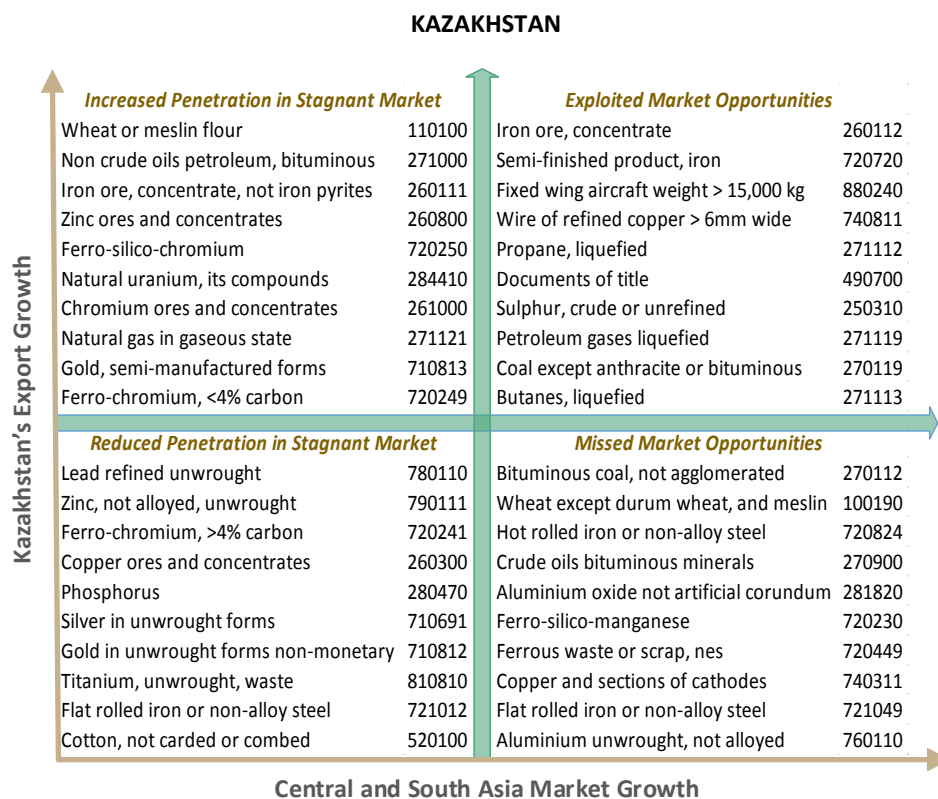 KAZAKHSTAN
Kazakhstan's Export Growth
Increased Penetration in Stagnant Market
Wheat or meslin flour 110100
Non crude oils petroleum, bituminous 271000
Iron ore, concentrate, not iron pyrites 260111
Zinc ores and concentrates 260800
Ferro-silico-chromium 720250
Natural uranium, its compounds 284410
Chromium ores and concentrates 261000
Natural gas in gaseous state 271121
Gold, semi-manufactured forms 710813
Ferro-chromium, <4% carbon 720249
Exploited Market Opportunities
Iron ore, concentrate 260112
Semi-finished product, iron 720720
Fixed wing aircraft weight > 15,000 kg 880240
Wire of refined copper > 6mm wide 740811
Propane, liquefied 271112
Documents of title 490700
Sulphur, crude or unrefined 250310
Petroleum gases liquefied 271119
Coal except anthracite or bituminous 270119
Butanes, liquefied 271113
Reduced Penetration in Stagnant Market
Lead refined unwrought 780110
Zinc, not alloyed, unwrought 790111
Ferro-chromium, >4% carbon 720241
Copper ores and concentrates 260300
Phosphorus 280470
Silver in unwrought forms 710691
Gold in unwrought forms non-monetary 710812
Titanium, unwrought, waste 810810
Flat rolled iron or non-alloy steel 721012
Cotton, not carded or combed 520100
Missed Market Opportunities
Bituminous coal, not agglomerated 270112
Wheat except durum wheat, and meslin 100190
Hot rolled iron or non-alloy steel 720824
Crude oils bituminous minerals 270900
Aluminium oxide not artificial corundum 281820
Ferro-silico-manganese 720230
Ferrous waste or scrap, nes 720449
Copper and sections of cathodes 740311
Flat rolled iron or non-alloy steel 721049
Aluminium unwrought, not alloyed 760110
Central and South Asia Market Growth